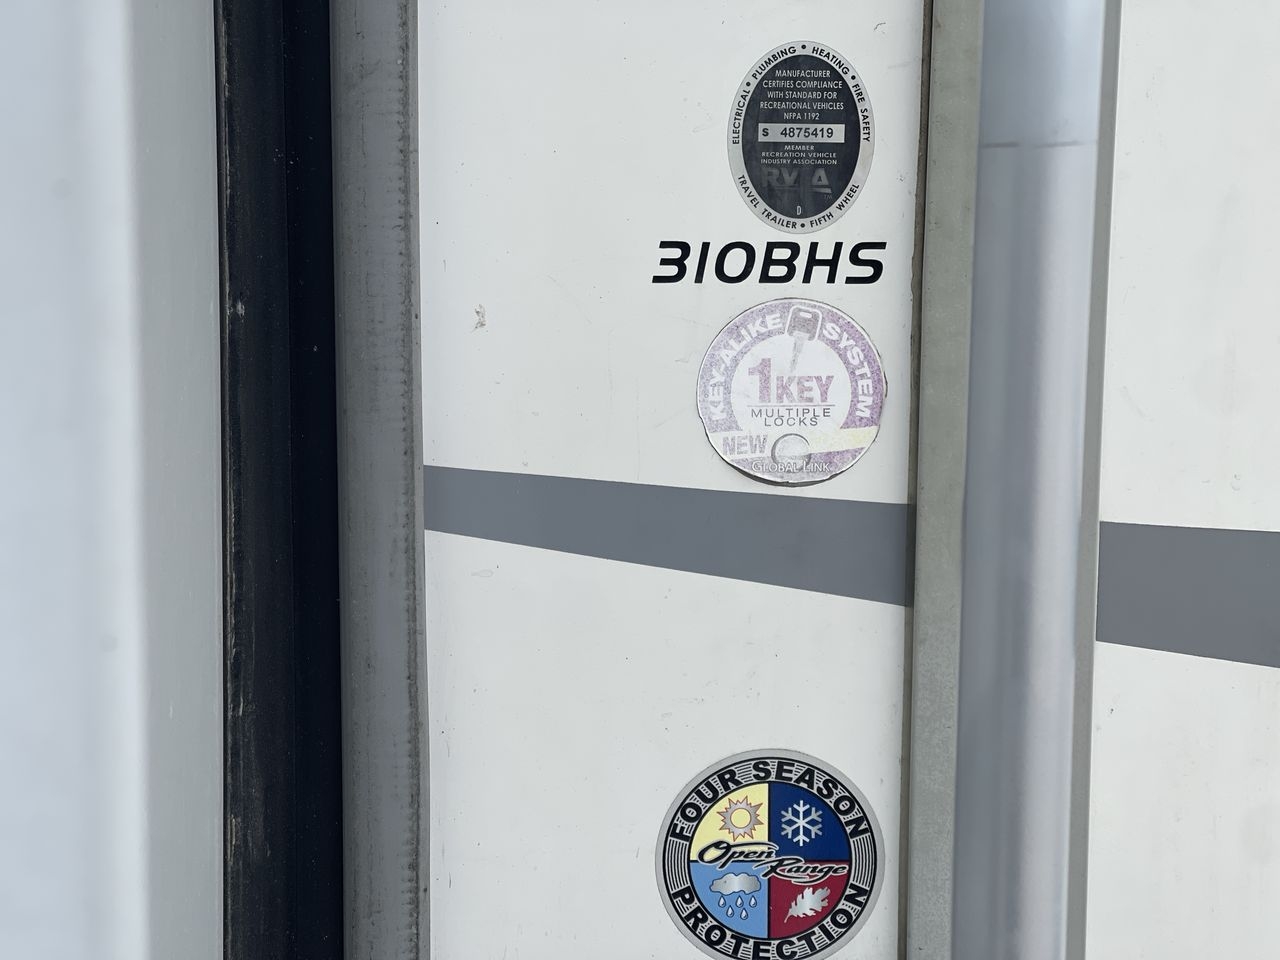 ELECTRICAL • PLUMBING • HEATING • FIRE SAFETY
MANUFACTURER
CERTIFIES COMPLIANCE
WITH STANDARD FOR
RECREATIONAL VEHICLES
NFPA 1192
S 4875419
MEMBER
RECREATION VEHICLE
INDUSTRY ASSOCIATION
RVIA
TM
D
TRAVEL TRAILER • FIFTH WHEEL
310BHS
KEY-ALIKE SYSTEM
1KEY
MULTIPLE
LOCKS
NEW
GLOBAL LINK
FOUR SEASON
Open
Range
PROTECTION